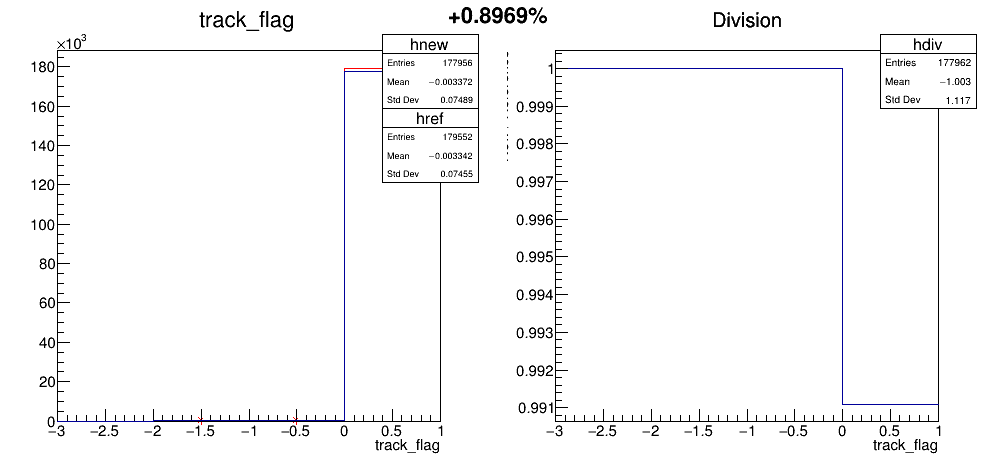 track_flag
+0.8969%
Division
×10³
hnew
Entries 177956
Mean −0.003372
Std Dev 0.07489
href
Entries 179552
Mean −0.003342
Std Dev 0.07455
180
160
140
120
100
80
60
40
20
0
−3 −2.5 −2 −1.5 −1 −0.5 0 0.5 1
track_flag
hdiv
Entries 177962
Mean −1.003
Std Dev 1.117
1
0.999
0.998
0.997
0.996
0.995
0.994
0.993
0.992
0.991
−3 −2.5 −2 −1.5 −1 −0.5 0 0.5 1
track_flag